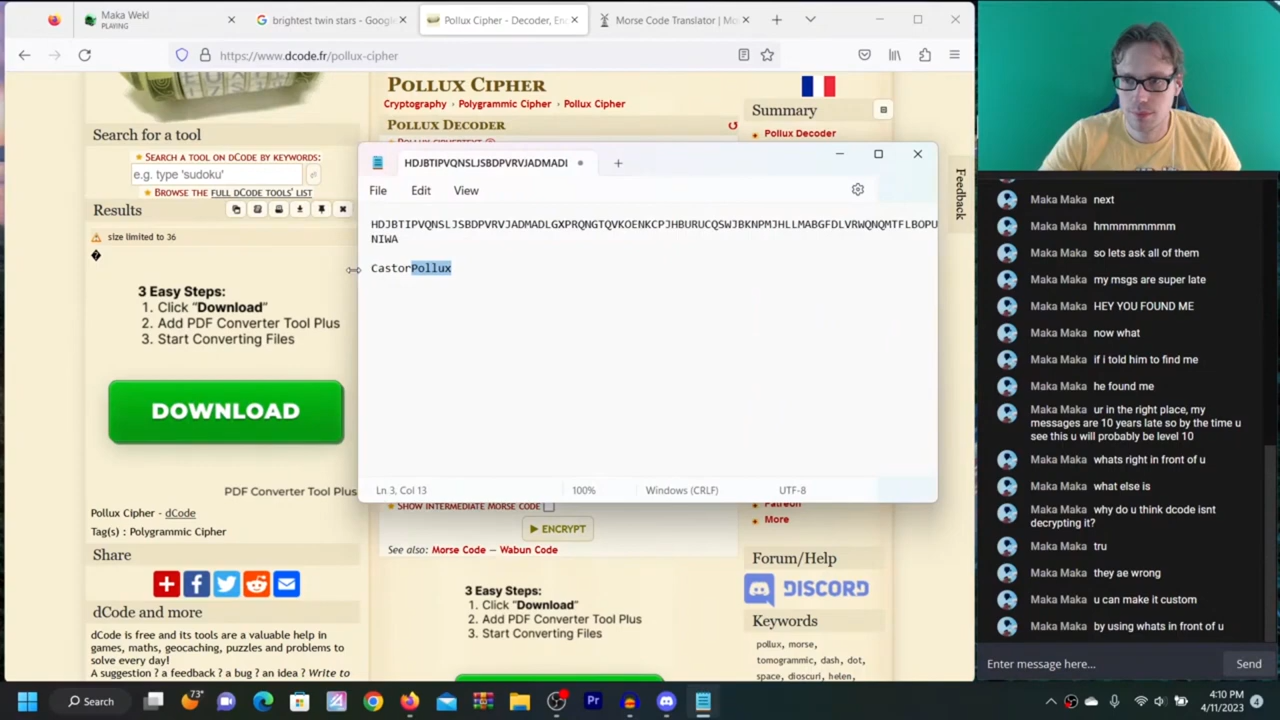 Maka Wekl
PLAYING
brightest twin stars - Google
Pollux Cipher - Decoder, En
Morse Code Translator | Mo
https://www.dcode.fr/pollux-cipher
Search for a tool
★ SEARCH A TOOL ON DCODE BY KEYWORDS:
e.g. type 'sudoku'
★ BROWSE THE FULL DCODE TOOLS' LIST
Results
size limited to 36
3 Easy Steps:
1. Click "Download"
2. Add PDF Converter Tool Plus
3. Start Converting Files
DOWNLOAD
PDF Converter Tool Plus
Pollux Cipher - dCode
Tag(s) : Polygrammic Cipher
Share
dCode and more
dCode is free and its tools are a valuable help in
games, maths, geocaching, puzzles and problems to
solve every day!
A suggestion ? a feedback ? a bug ? an idea ? Write to
POLLUX CIPHER
Cryptography › Polygrammic Cipher › Pollux Cipher
POLLUX DECODER
★ POLLUX CIPHERTEXT
HDJBTIPVQNSLJSBDPVRVJADMADI
File Edit View
HDJBTIPVQNSLJSBDPVRVJADMADLGXPRQNGTQVKOENKCPJHBURUCQSWJBKNPMJHLLMABGFDLVRWQNQMTFLBOPU
NIWA
CastorPollux
Ln 3, Col 13
100%
Windows (CRLF)
UTF-8
★ SHOW INTERMEDIATE MORSE CODE
▶ ENCRYPT
See also: Morse Code — Wabun Code
3 Easy Steps:
1. Click "Download"
2. Add PDF Converter Tool Plus
3. Start Converting Files
Summary
★ Pollux Decoder
★ Patreon
★ More
Forum/Help
DISCORD
Keywords
pollux, morse,
tomogrammic, dash, dot,
space, dioscuri, helen,
Feedback
Maka Maka next
Maka Maka hmmmmmmmm
Maka Maka so lets ask all of them
Maka Maka my msgs are super late
Maka Maka HEY YOU FOUND ME
Maka Maka now what
Maka Maka if i told him to find me
Maka Maka he found me
Maka Maka ur in the right place, my
messages are 10 years late so by the time u
see this u will probably be level 10
Maka Maka whats right in front of u
Maka Maka what else is
Maka Maka why do u think dcode isnt
decrypting it?
Maka Maka tru
Maka Maka they ae wrong
Maka Maka u can make it custom
Maka Maka by using whats in front of u
Enter message here...
Send
73°
Search
Pr
4:10 PM
4/11/2023
4